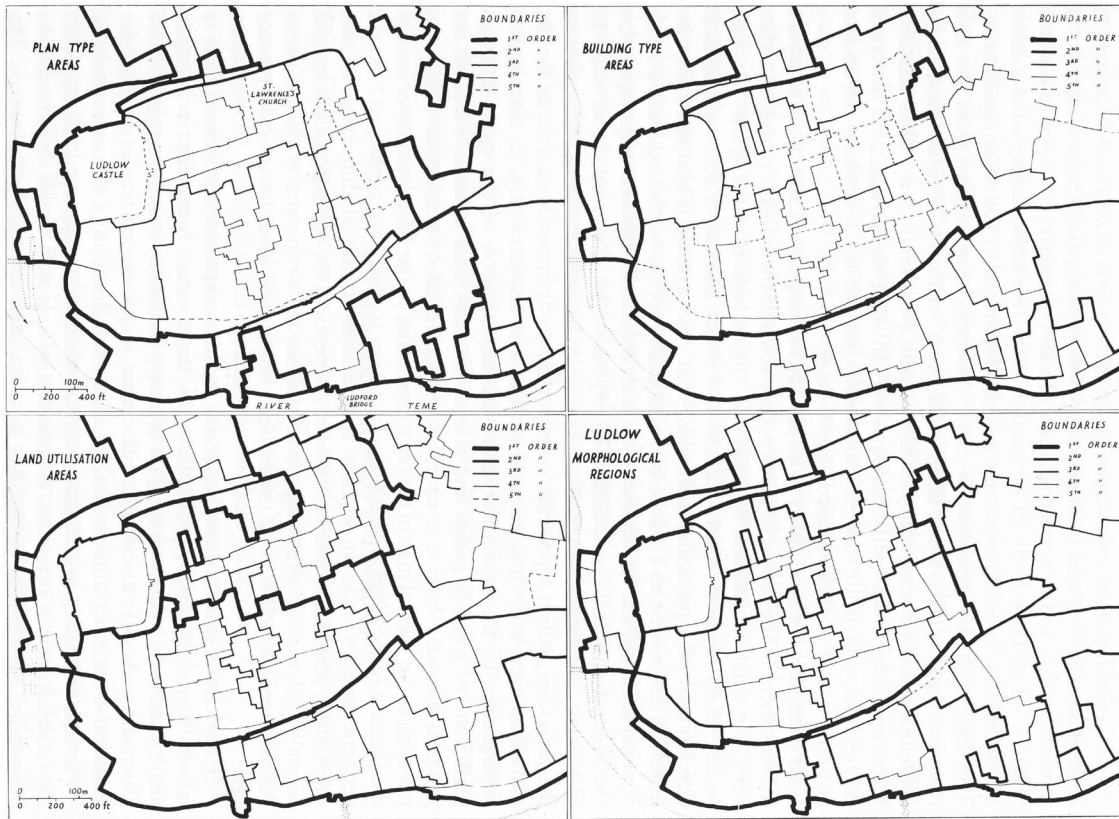 PLAN TYPE
AREAS
BOUNDARIES
1ST ORDER
2ND "
3RD "
4TH "
5TH "
ST.
LAWRENCE'S
CHURCH
LUDLOW
CASTLE
0 100m
0 200 400 ft
RIVER
LUDFORD
BRIDGE
TEME
BUILDING TYPE
AREAS
BOUNDARIES
1ST ORDER
2ND "
3RD "
4TH "
5TH "
LAND UTILISATION
AREAS
BOUNDARIES
1ST ORDER
2ND "
3RD "
4TH "
5TH "
0 100m
0 200 400 ft
LUDLOW
MORPHOLOGICAL
REGIONS
BOUNDARIES
1ST ORDER
2ND "
3RD "
4TH "
5TH "